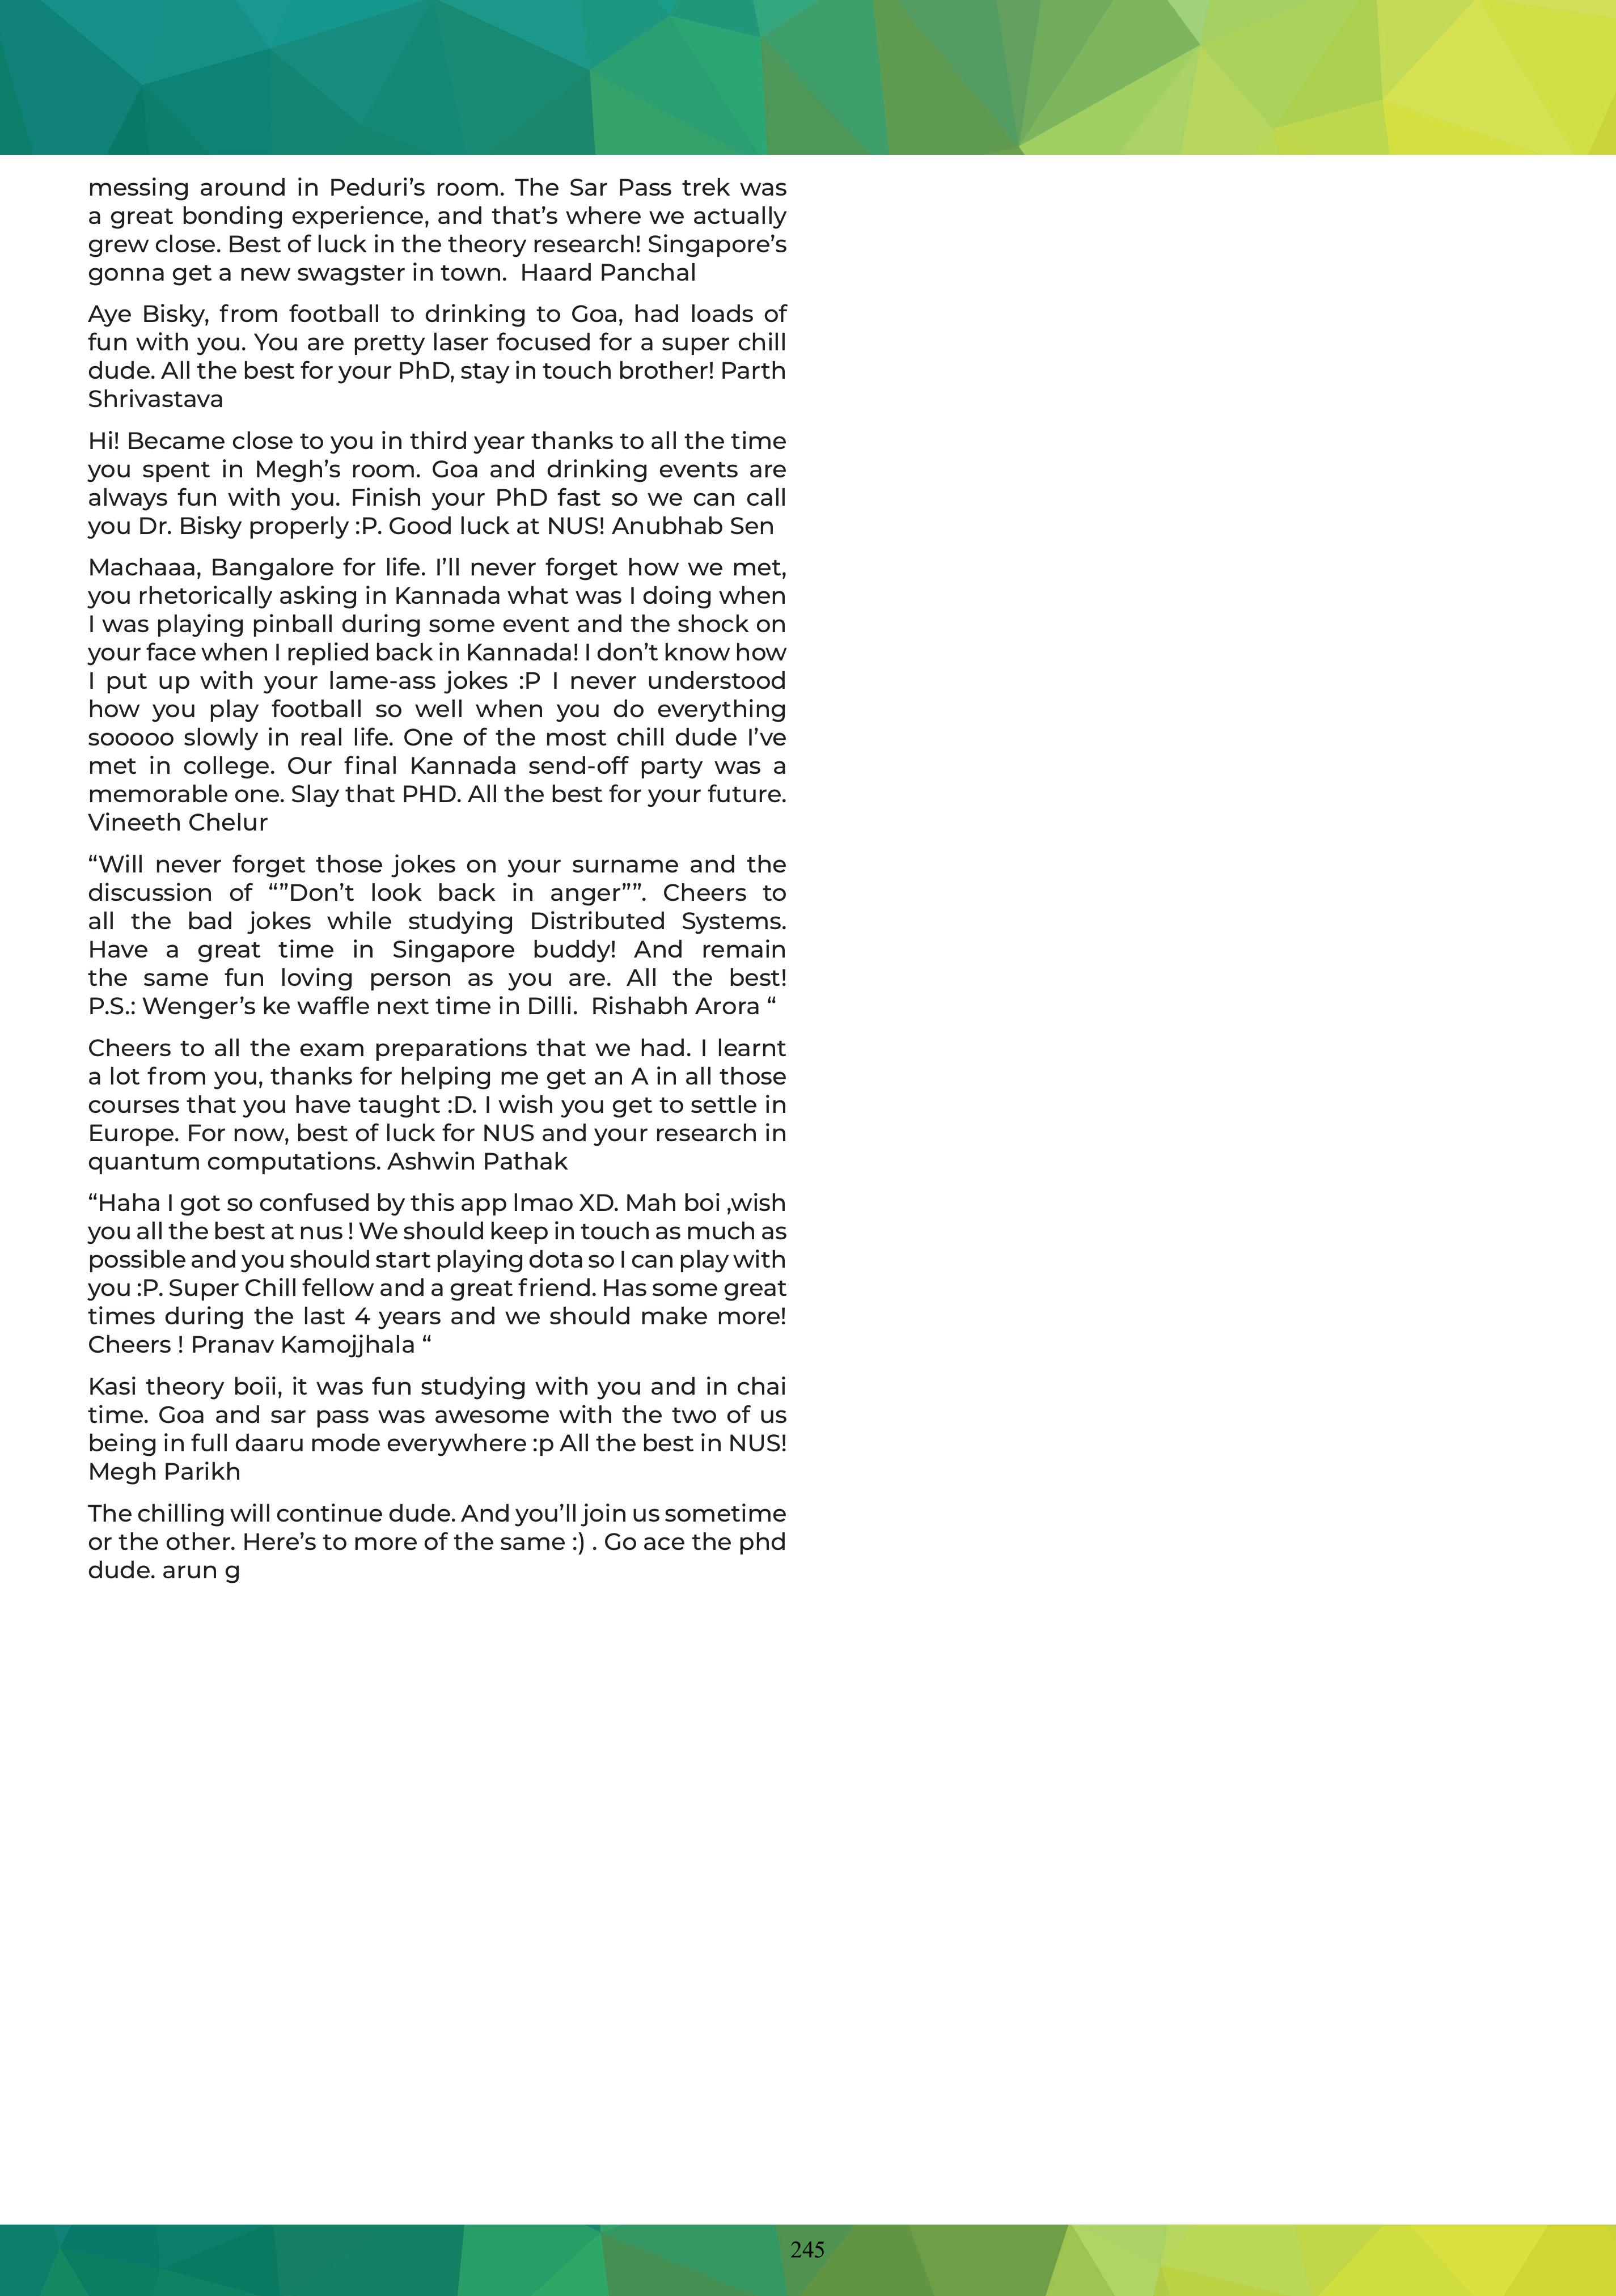 messing around in Peduri’s room. The Sar Pass trek was
a great bonding experience, and that’s where we actually
grew close. Best of luck in the theory research! Singapore’s
gonna get a new swagster in town.  Haard Panchal
Aye Bisky, from football to drinking to Goa, had loads of
fun with you. You are pretty laser focused for a super chill
dude. All the best for your PhD, stay in touch brother! Parth
Shrivastava
Hi! Became close to you in third year thanks to all the time
you spent in Megh’s room. Goa and drinking events are
always fun with you. Finish your PhD fast so we can call
you Dr. Bisky properly :P. Good luck at NUS! Anubhab Sen
Machaaa, Bangalore for life. I’ll never forget how we met,
you rhetorically asking in Kannada what was I doing when
I was playing pinball during some event and the shock on
your face when I replied back in Kannada! I don’t know how
I put up with your lame-ass jokes :P I never understood
how you play football so well when you do everything
sooooo slowly in real life. One of the most chill dude I’ve
met in college. Our final Kannada send-off party was a
memorable one. Slay that PHD. All the best for your future.
Vineeth Chelur
“Will never forget those jokes on your surname and the
discussion of “”Don’t look back in anger””. Cheers to
all the bad jokes while studying Distributed Systems.
Have a great time in Singapore buddy! And remain
the same fun loving person as you are. All the best!
P.S.: Wenger’s ke waffle next time in Dilli.  Rishabh Arora “
Cheers to all the exam preparations that we had. I learnt
a lot from you, thanks for helping me get an A in all those
courses that you have taught :D. I wish you get to settle in
Europe. For now, best of luck for NUS and your research in
quantum computations. Ashwin Pathak
“Haha I got so confused by this app lmao XD. Mah boi ,wish
you all the best at nus ! We should keep in touch as much as
possible and you should start playing dota so I can play with
you :P. Super Chill fellow and a great friend. Has some great
times during the last 4 years and we should make more!
Cheers ! Pranav Kamojjhala “
Kasi theory boii, it was fun studying with you and in chai
time. Goa and sar pass was awesome with the two of us
being in full daaru mode everywhere :p All the best in NUS!
Megh Parikh
The chilling will continue dude. And you’ll join us sometime
or the other. Here’s to more of the same :) . Go ace the phd
dude. arun g
245